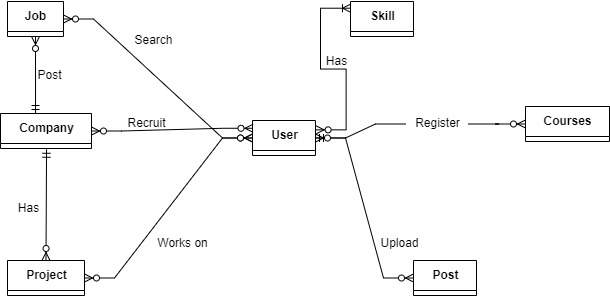 Job
Skill
Search
Has
Post
Company
Recruit
User
Register
Courses
Has
Works on
Upload
Project
Post